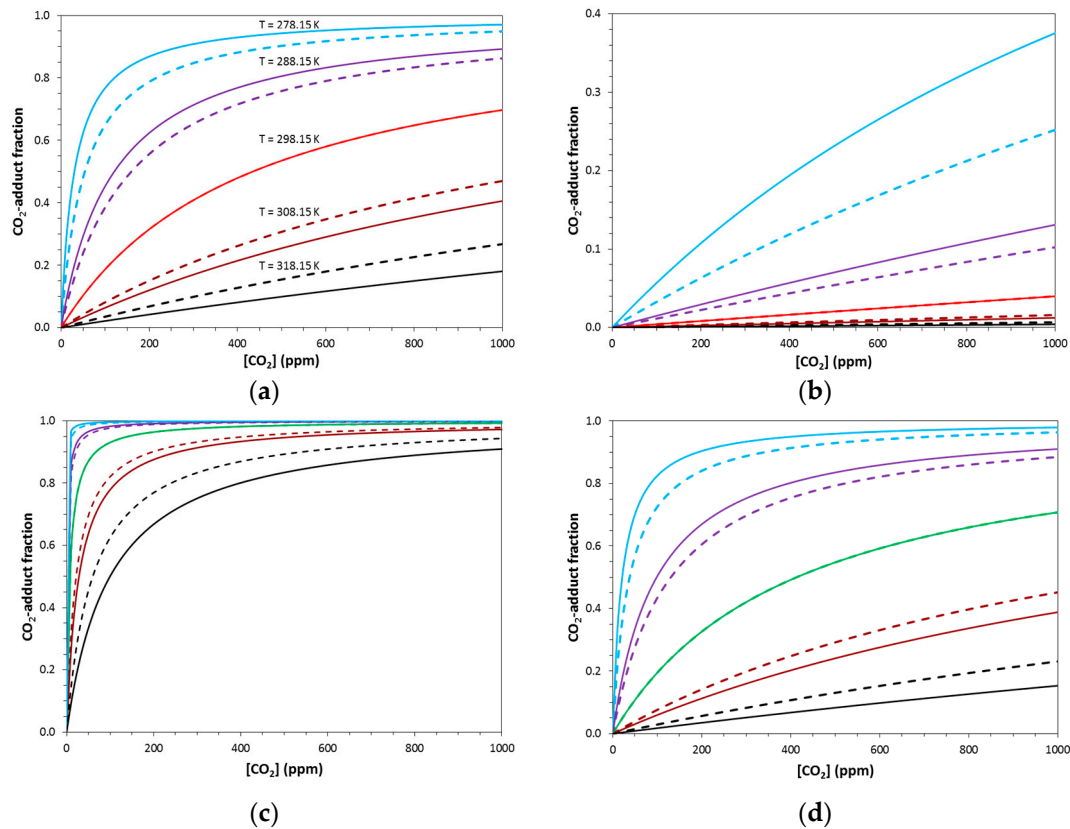 1.0
0.8
0.6
0.4
0.2
0.0
CO₂-adduct fraction
T = 278.15 K
T = 288.15 K
T = 298.15 K
T = 308.15 K
T = 318.15 K
0 200 400 600 800 1000
[CO₂] (ppm)
(a)
0.4
0.3
0.2
0.1
0.0
CO₂-adduct fraction
0 200 400 600 800 1000
[CO₂] (ppm)
(b)
1.0
0.8
0.6
0.4
0.2
0.0
CO₂-adduct fraction
0 200 400 600 800 1000
[CO₂] (ppm)
(c)
1.0
0.8
0.6
0.4
0.2
0.0
CO₂-adduct fraction
0 200 400 600 800 1000
[CO₂] (ppm)
(d)